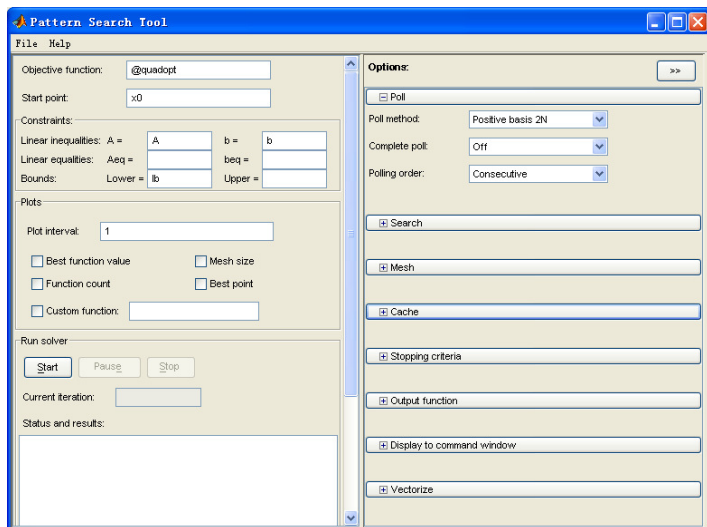 Pattern Search Tool
File Help
Objective function: @quadopt
Start point: x0
Constraints:
Linear inequalities: A = A b = b
Linear equalities: Aeq = beq =
Bounds: Lower = lb Upper =
Plots
Plot interval: 1
Best function value Mesh size
Function count Best point
Custom function:
Run solver
Start Pause Stop
Current iteration:
Status and results:
Options: >>
Poll
Poll method: Positive basis 2N
Complete poll: Off
Polling order: Consecutive
Search
Mesh
Cache
Stopping criteria
Output function
Display to command window
Vectorize